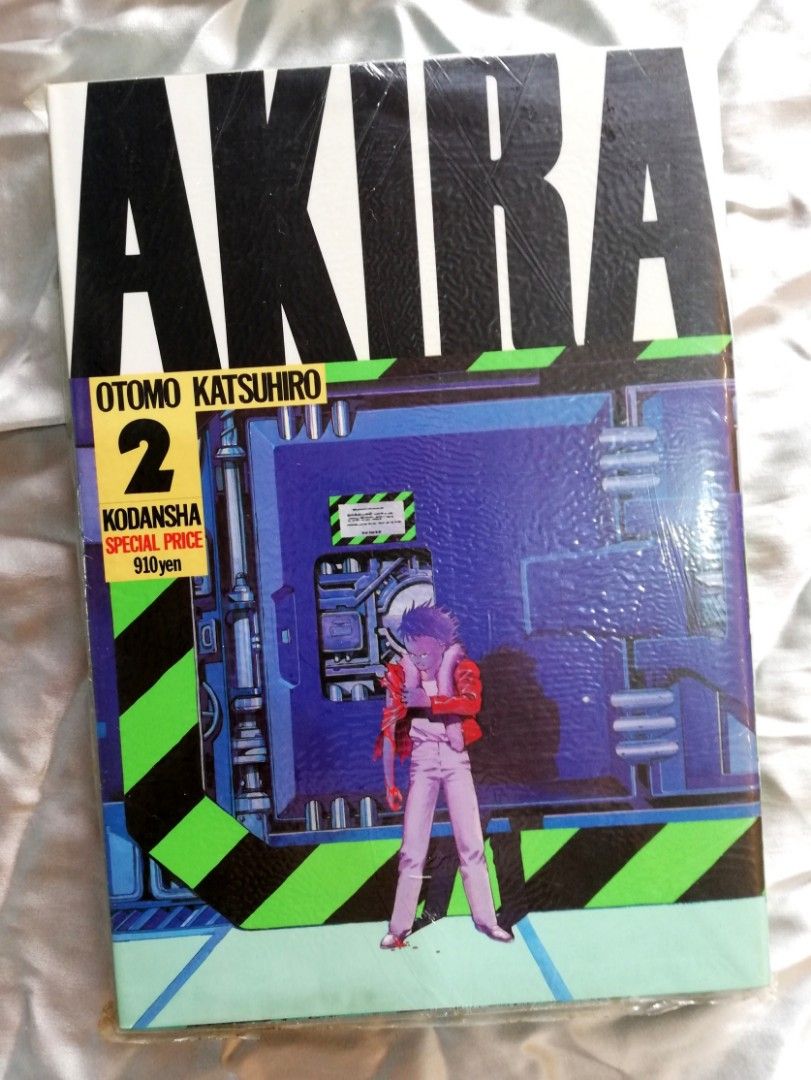 AKIRA
OTOMO KATSUHIRO
2
KODANSHA
SPECIAL PRICE
910yen